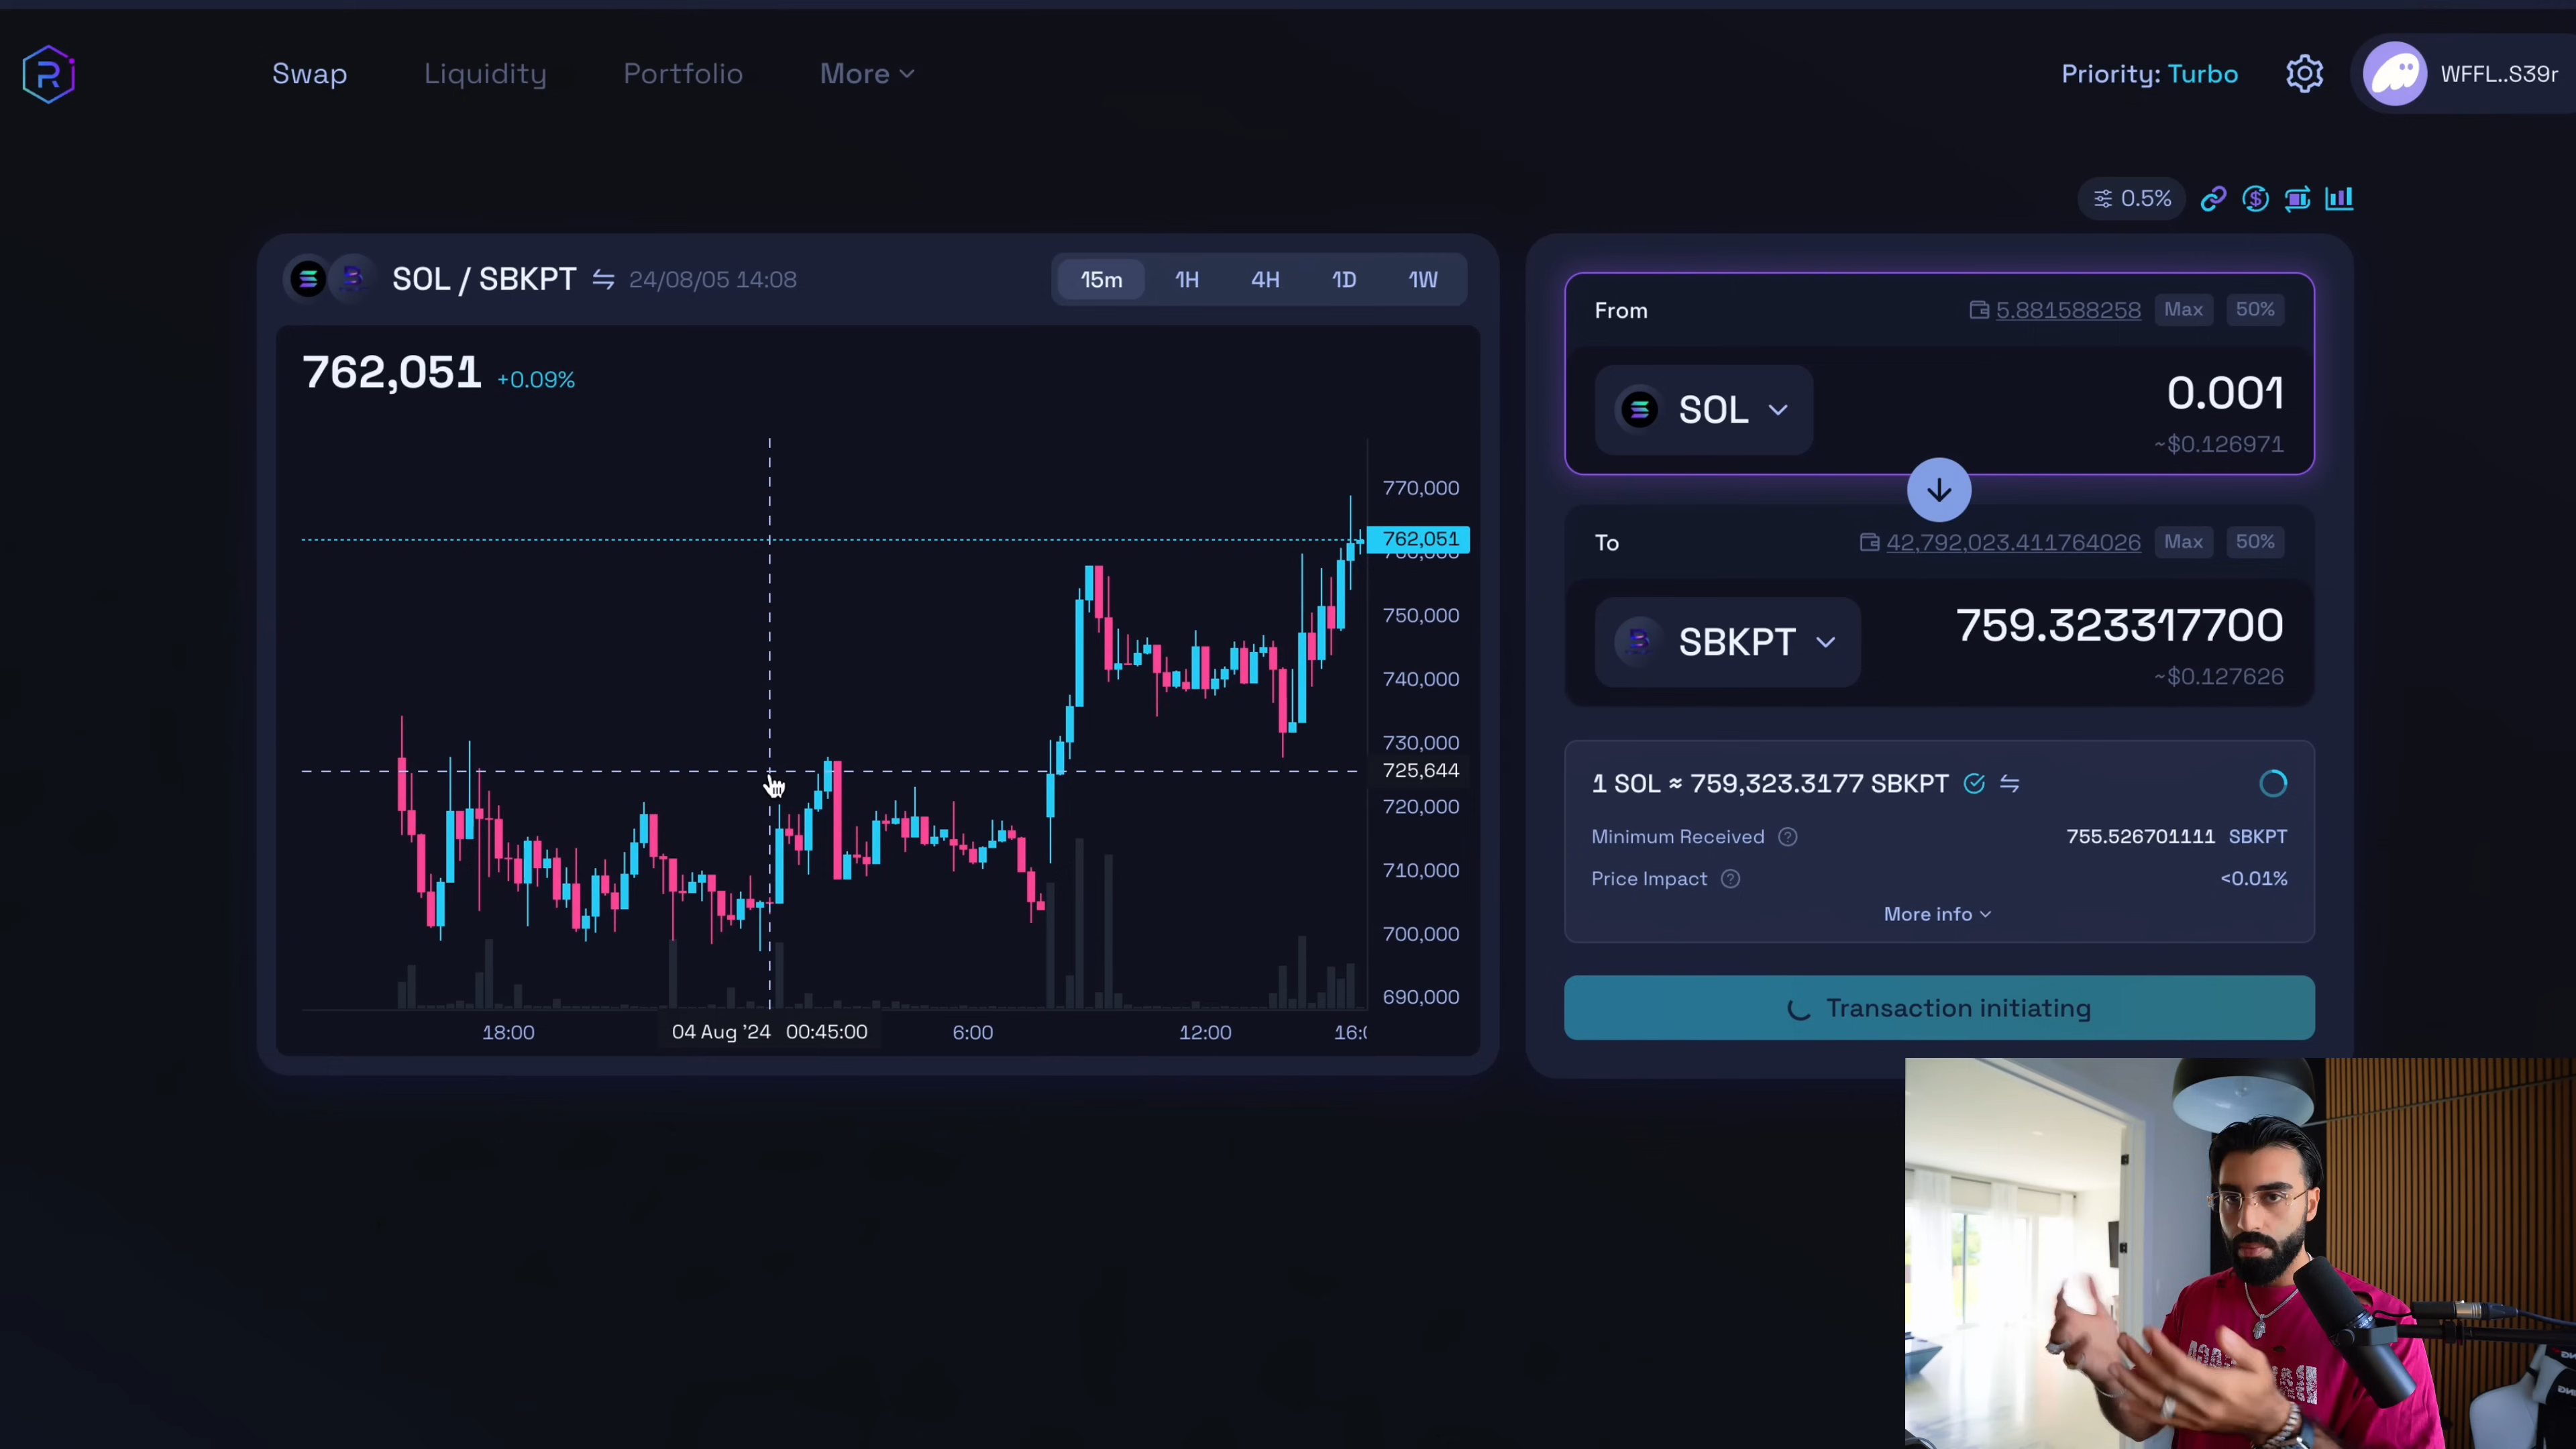 Swap Liquidity Portfolio More Priority: Turbo WFFL..S39r
0.5%
SOL / SBKPT 24/08/05 14:08 15m 1H 4H 1D 1W
762,051 +0.09%
770,000
762,051
750,000
740,000
730,000
725,644
720,000
710,000
700,000
690,000
18:00 04 Aug '24 00:45:00 6:00 12:00 16:0
From 5.881588258 Max 50%
SOL 0.001
~$0.126971
To 42,792,023.411764026 Max 50%
SBKPT 759.323317700
~$0.127626
1 SOL ≈ 759,323.3177 SBKPT
Minimum Received 755.526701111 SBKPT
Price Impact <0.01%
More info
Transaction initiating